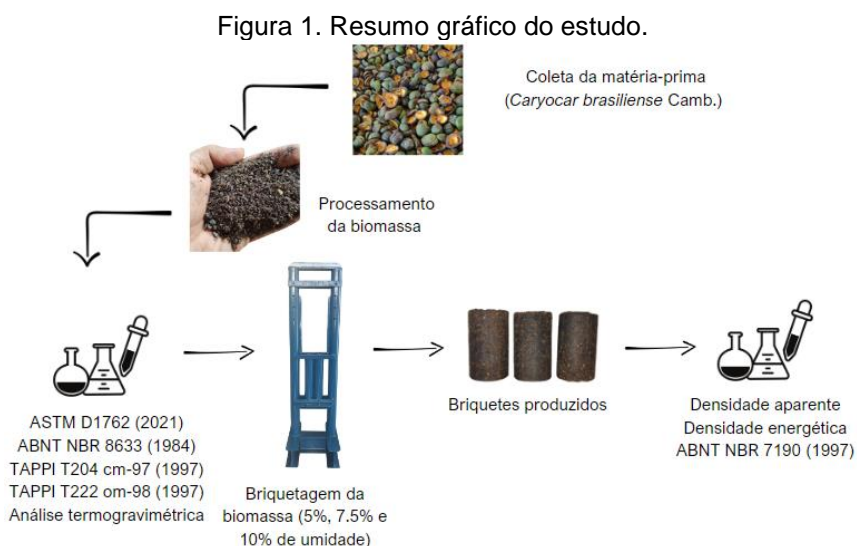 Figura 1. Resumo gráfico do estudo.
Coleta da matéria-prima
(Caryocar brasiliense Camb.)
Processamento
da biomassa
ASTM D1762 (2021)
ABNT NBR 8633 (1984)
TAPPI T204 cm-97 (1997)
TAPPI T222 om-98 (1997)
Análise termogravimétrica
Briquetagem da
biomassa (5%, 7.5% e
10% de umidade)
Briquetes produzidos
Densidade aparente
Densidade energética
ABNT NBR 7190 (1997)